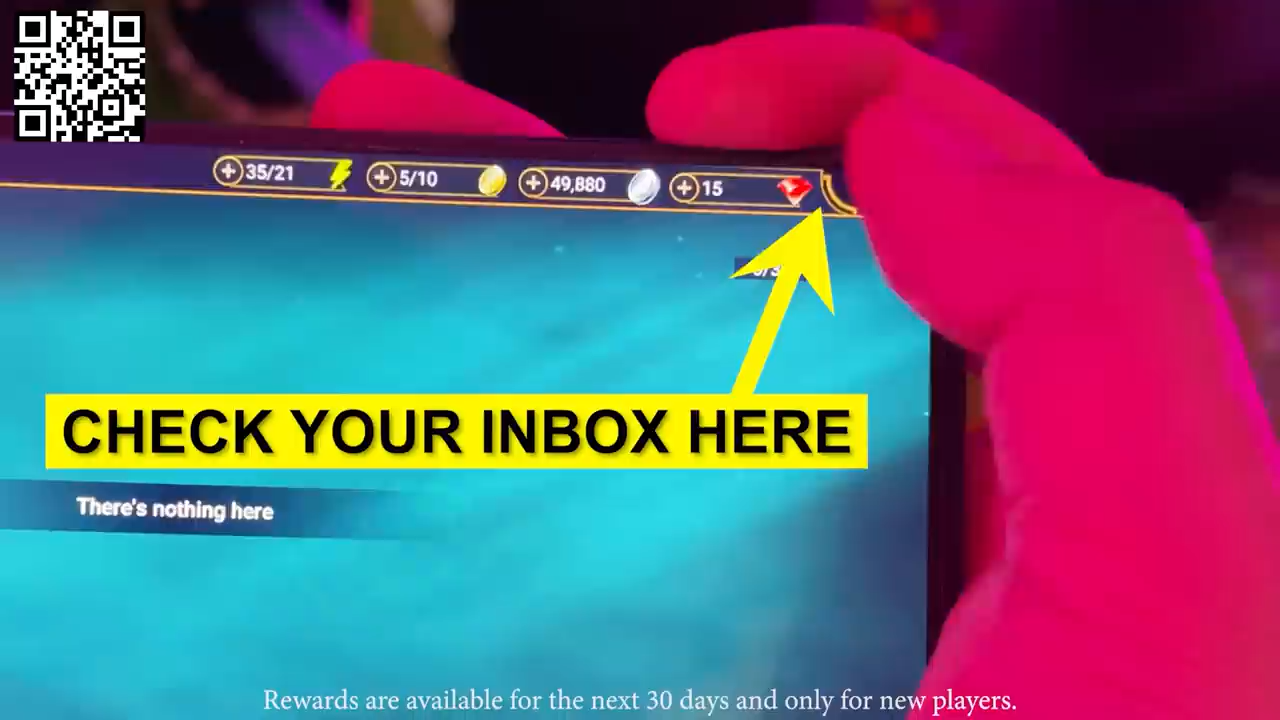 35/21
5/10
49,880
15
CHECK YOUR INBOX HERE
There's nothing here
Rewards are available for the next 30 days and only for new players.